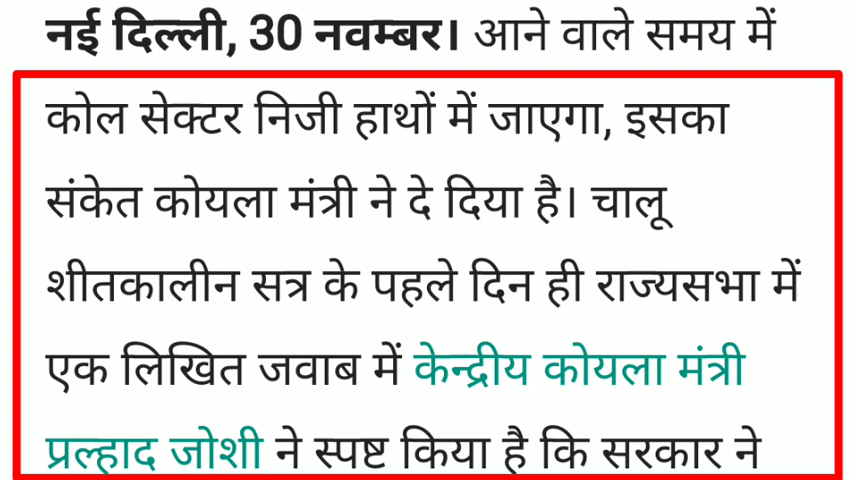 नई दिल्ली, 30 नवम्बर। आने वाले समय में
कोल सेक्टर निजी हाथों में जाएगा, इसका
संकेत कोयला मंत्री ने दे दिया है। चालू
शीतकालीन सत्र के पहले दिन ही राज्यसभा में
एक लिखित जवाब में केन्द्रीय कोयला मंत्री
प्रल्हाद जोशी ने स्पष्ट किया है कि सरकार ने